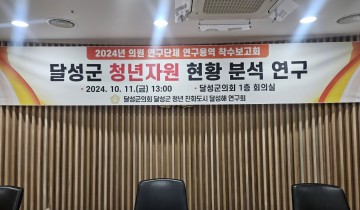 2024년 의원 연구단체 연구용역 착수보고회
달성군 청년자원 현황 분석 연구
· 2024. 10. 11.(금) 13:00 · 달성군의회 1층 회의실
달성군의회 달성군 청년 진화도시 달성해 연구회